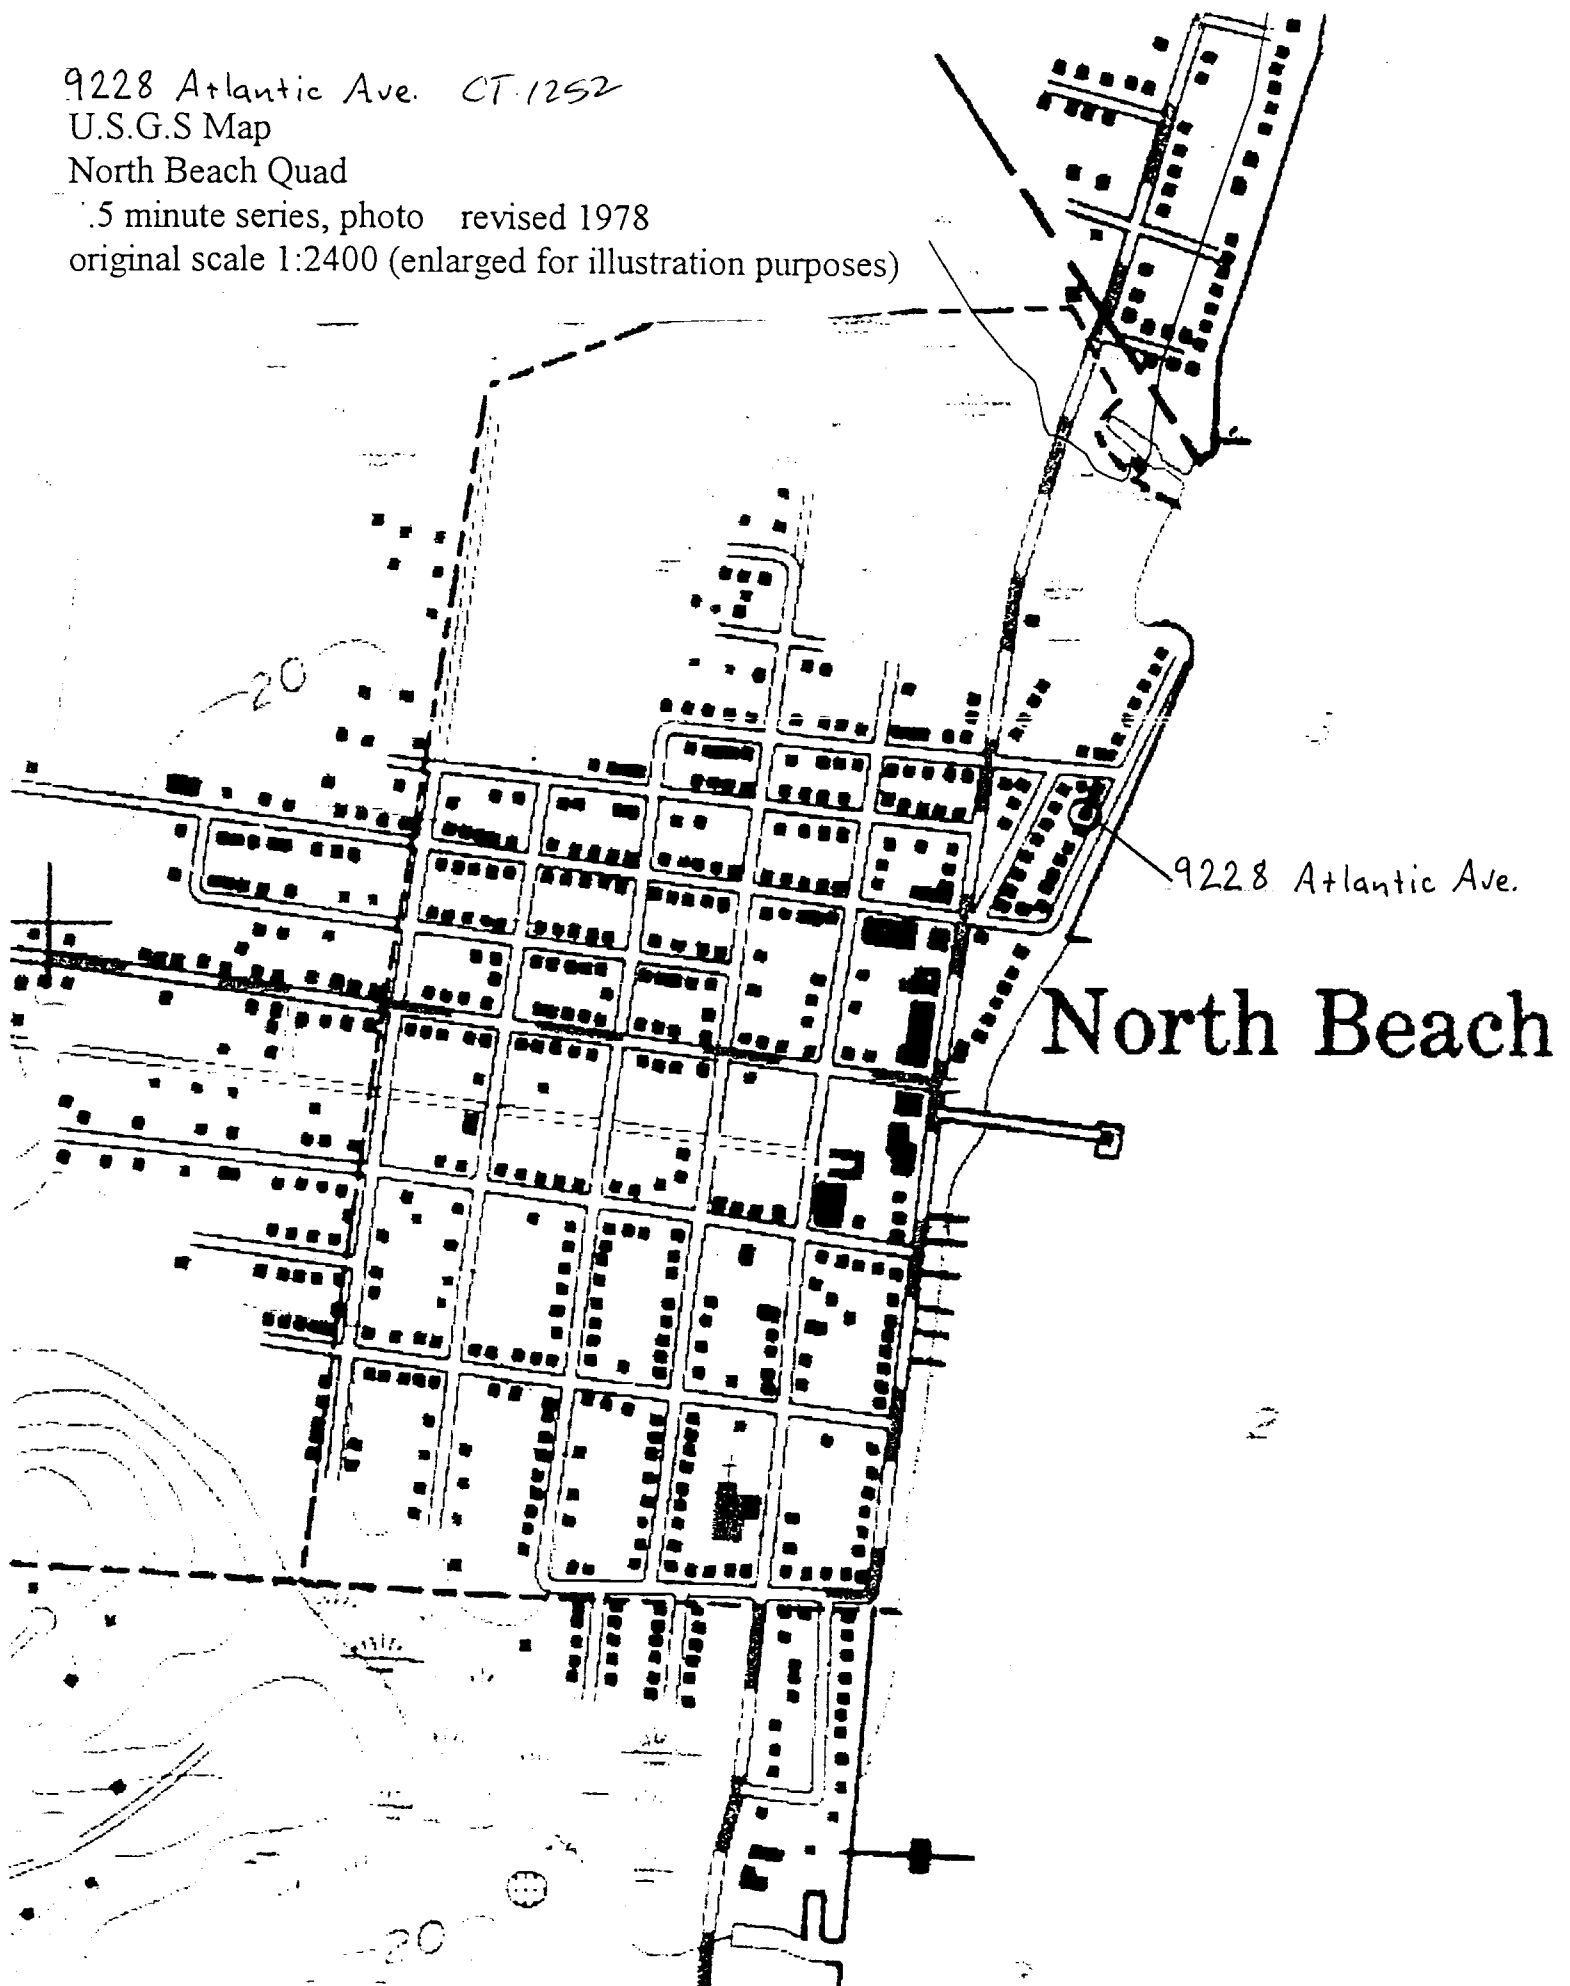 9228 Atlantic Ave. CT-1252
U.S.G.S Map
North Beach Quad
.5 minute series, photo revised 1978
original scale 1:2400 (enlarged for illustration purposes)
20
9228 Atlantic Ave.
North Beach
2
20